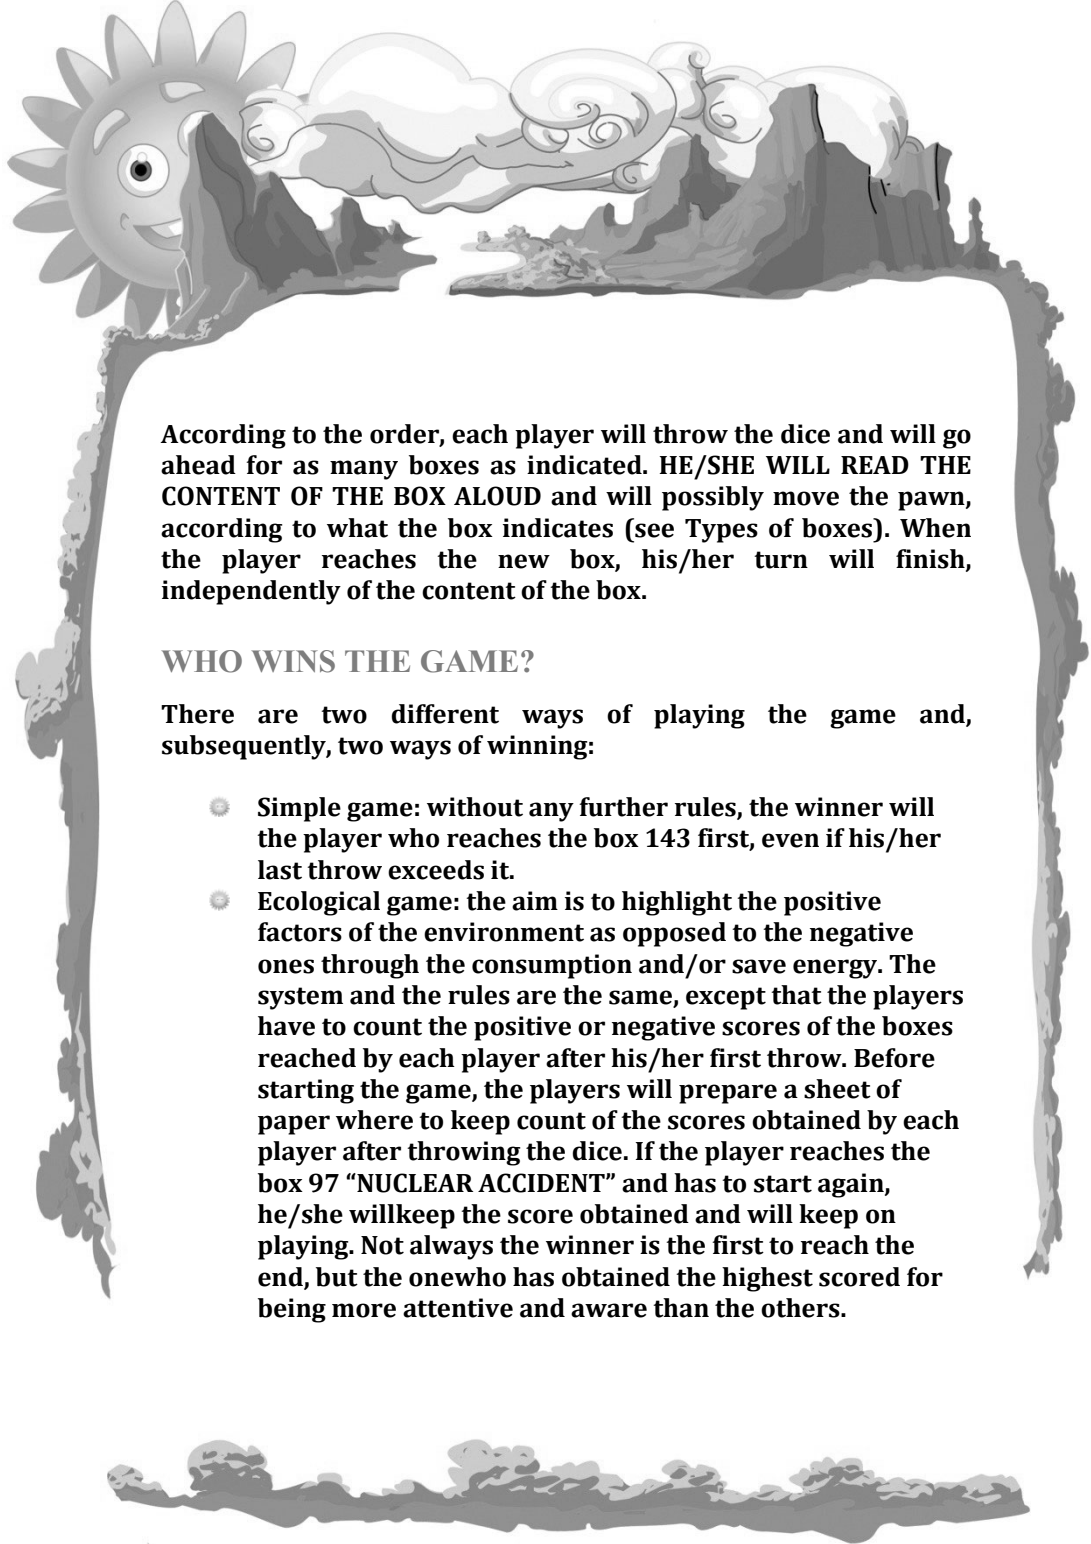 According to the order, each player will throw the dice and will go
ahead for as many boxes as indicated. HE/SHE WILL READ THE
CONTENT OF THE BOX ALOUD and will possibly move the pawn,
according to what the box indicates (see Types of boxes). When
the player reaches the new box, his/her turn will finish,
independently of the content of the box.
WHO WINS THE GAME?
There are two different ways of playing the game and,
subsequently, two ways of winning:
Simple game: without any further rules, the winner will
the player who reaches the box 143 first, even if his/her
last throw exceeds it.
Ecological game: the aim is to highlight the positive
factors of the environment as opposed to the negative
ones through the consumption and/or save energy. The
system and the rules are the same, except that the players
have to count the positive or negative scores of the boxes
reached by each player after his/her first throw. Before
starting the game, the players will prepare a sheet of
paper where to keep count of the scores obtained by each
player after throwing the dice. If the player reaches the
box 97 “NUCLEAR ACCIDENT” and has to start again,
he/she willkeep the score obtained and will keep on
playing. Not always the winner is the first to reach the
end, but the onewho has obtained the highest scored for
being more attentive and aware than the others.